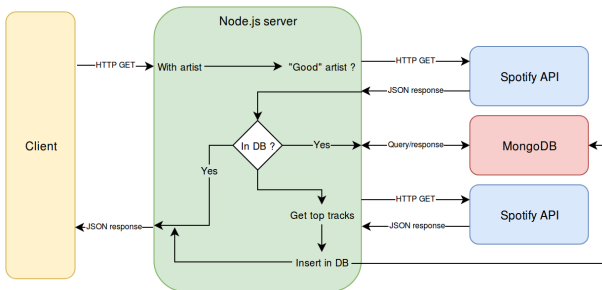 Node.js server
HTTP GET
With artist
"Good" artist ?
HTTP GET
Spotify API
JSON response
Client
In DB ?
Yes
Query/response
MongoDB
Yes
HTTP GET
Get top tracks
Spotify API
JSON response
JSON response
Insert in DB